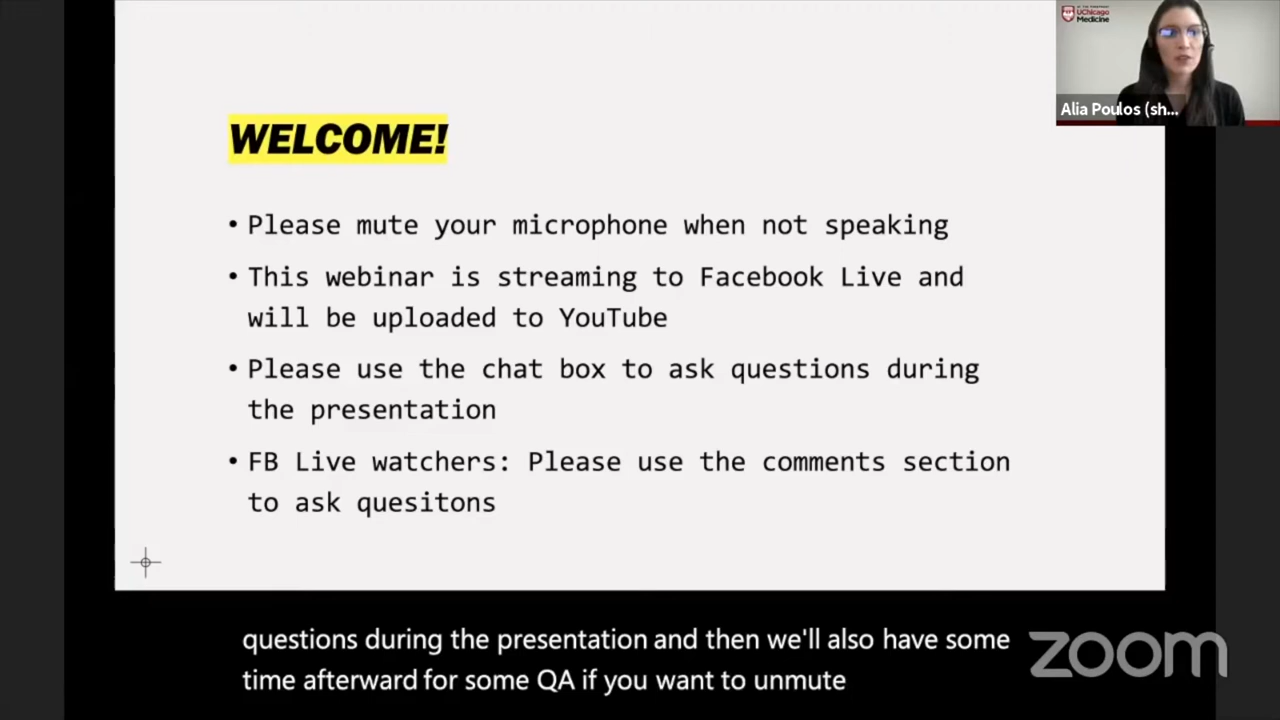 UChicago
Medicine
Alia Poulos (sh...
WELCOME!
• Please mute your microphone when not speaking
• This webinar is streaming to Facebook Live and
will be uploaded to YouTube
• Please use the chat box to ask questions during
the presentation
• FB Live watchers: Please use the comments section
to ask quesitons
questions during the presentation and then we'll also have some
time afterward for some QA if you want to unmute
zoom